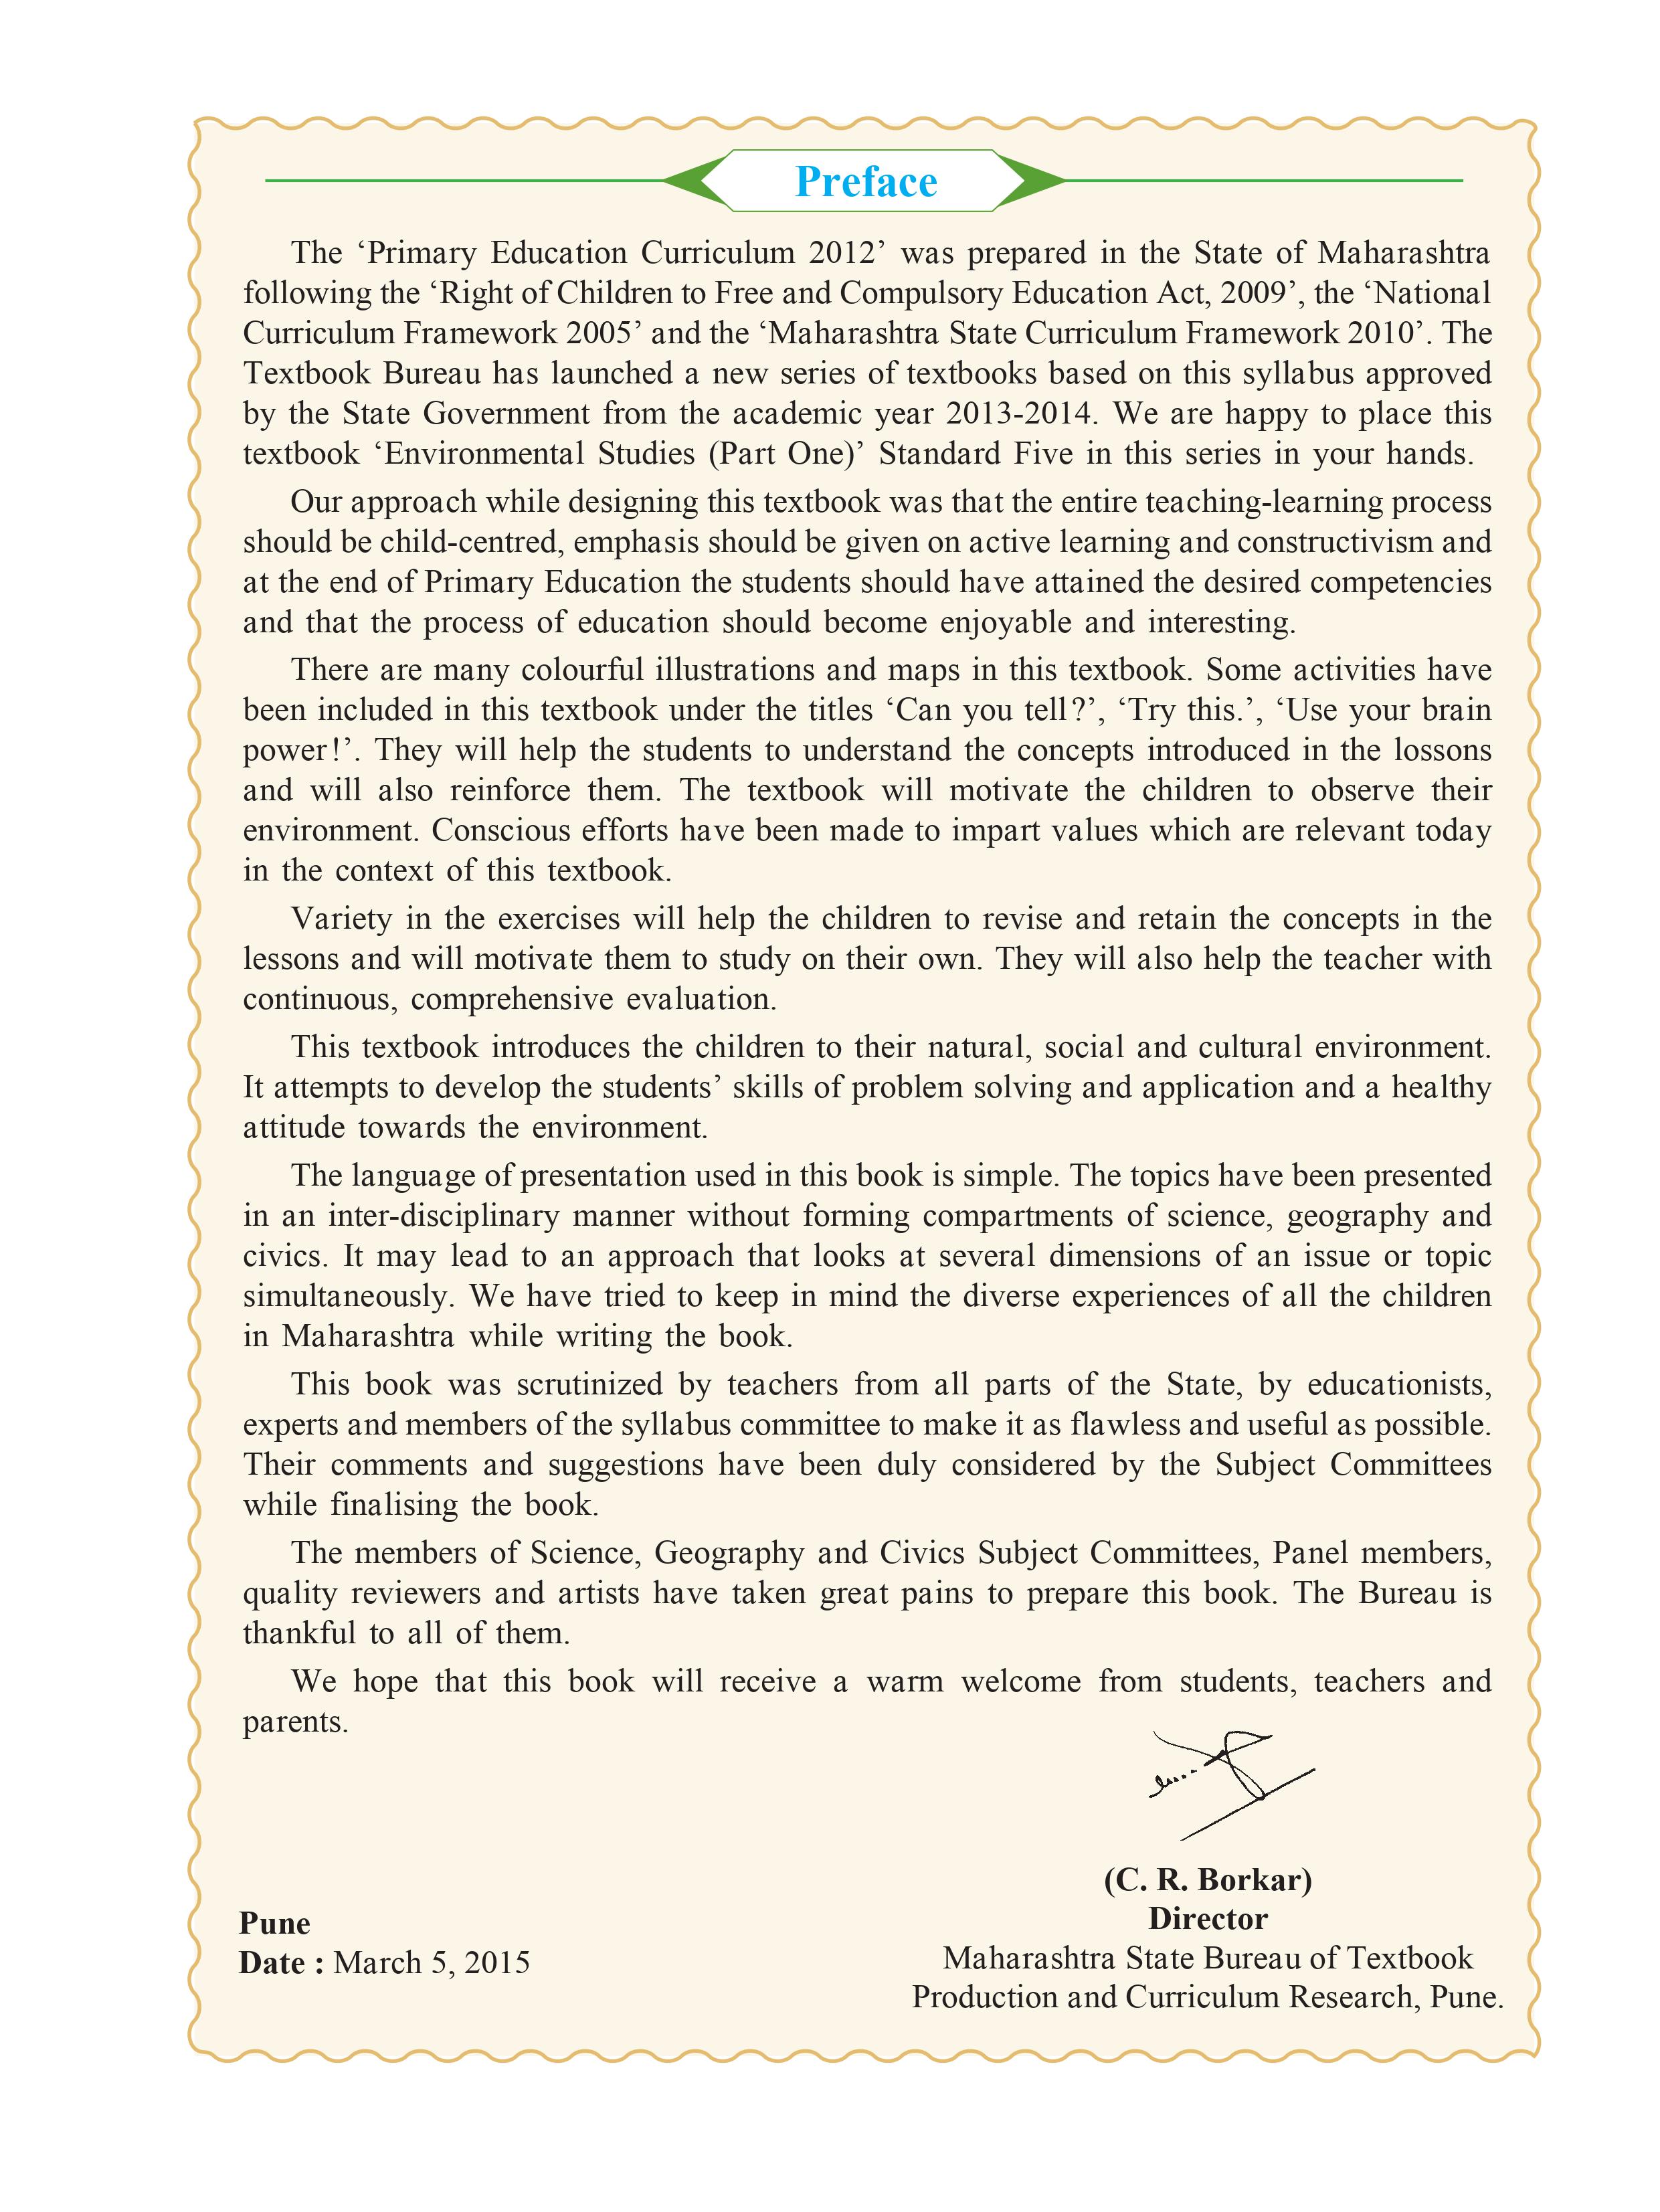 Preface
The ‘Primary Education Curriculum 2012’ was prepared in the State of Maharashtra
following the ‘Right of Children to Free and Compulsory Education Act, 2009’, the ‘National
Curriculum Framework 2005’ and the ‘Maharashtra State Curriculum Framework 2010’. The
Textbook Bureau has launched a new series of textbooks based on this syllabus approved
by the State Government from the academic year 2013-2014. We are happy to place this
textbook ‘Environmental Studies (Part One)’ Standard Five in this series in your hands.
Our approach while designing this textbook was that the entire teaching-learning process
should be child-centred, emphasis should be given on active learning and constructivism and
at the end of Primary Education the students should have attained the desired competencies
and that the process of education should become enjoyable and interesting.
There are many colourful illustrations and maps in this textbook. Some activities have
been included in this textbook under the titles ‘Can you tell?’, ‘Try this.’, ‘Use your brain
power!’. They will help the students to understand the concepts introduced in the lossons
and will also reinforce them. The textbook will motivate the children to observe their
environment. Conscious efforts have been made to impart values which are relevant today
in the context of this textbook.
Variety in the exercises will help the children to revise and retain the concepts in the
lessons and will motivate them to study on their own. They will also help the teacher with
continuous, comprehensive evaluation.
This textbook introduces the children to their natural, social and cultural environment.
It attempts to develop the students’ skills of problem solving and application and a healthy
attitude towards the environment.
The language of presentation used in this book is simple. The topics have been presented
in an inter-disciplinary manner without forming compartments of science, geography and
civics. It may lead to an approach that looks at several dimensions of an issue or topic
simultaneously. We have tried to keep in mind the diverse experiences of all the children
in Maharashtra while writing the book.
This book was scrutinized by teachers from all parts of the State, by educationists,
experts and members of the syllabus committee to make it as flawless and useful as possible.
Their comments and suggestions have been duly considered by the Subject Committees
while finalising the book.
The members of Science, Geography and Civics Subject Committees, Panel members,
quality reviewers and artists have taken great pains to prepare this book. The Bureau is
thankful to all of them.
We hope that this book will receive a warm welcome from students, teachers and
parents.
(C. R. Borkar)
Director
Maharashtra State Bureau of Textbook
Production and Curriculum Research, Pune.
Pune
Date : March 5, 2015